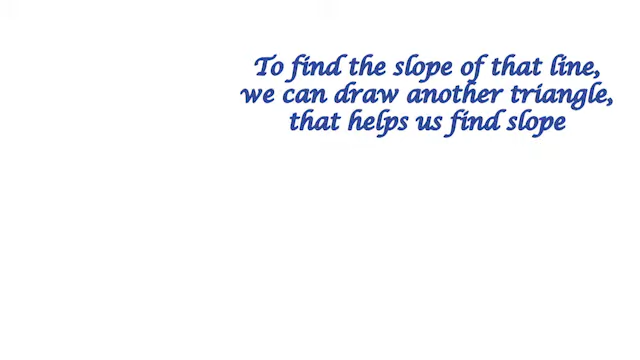 To find the slope of that line,
we can draw another triangle,
that helps us find slope